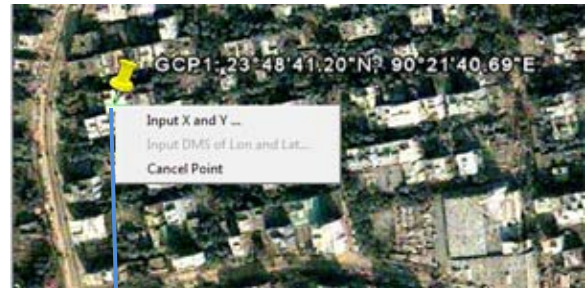 GCP1: 23°48'41.20"N, 90°21'40.69"E
Input X and Y ...
Input DMS of Lon and Lat...
Cancel Point